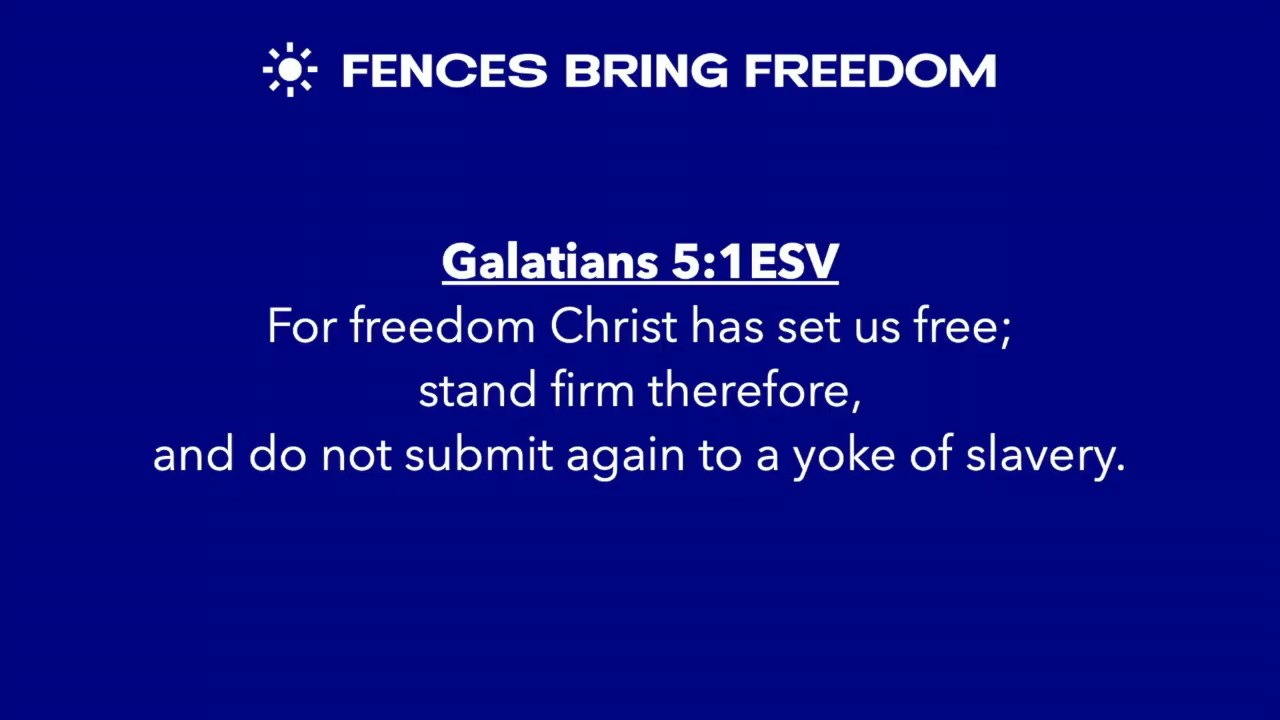 FENCES BRING FREEDOM
Galatians 5:1ESV
For freedom Christ has set us free;
stand firm therefore,
and do not submit again to a yoke of slavery.